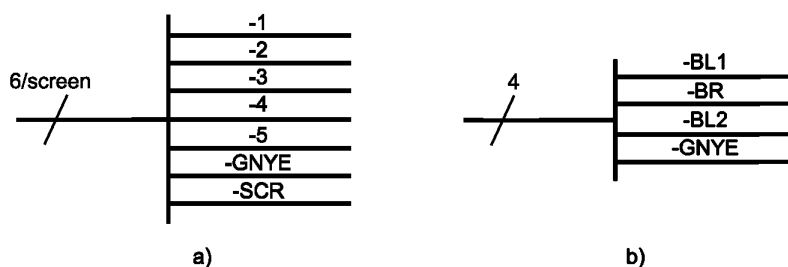 6/screen
-1
-2
-3
-4
-5
-GNYE
-SCR
a)
4
-BL1
-BR
-BL2
-GNYE
b)